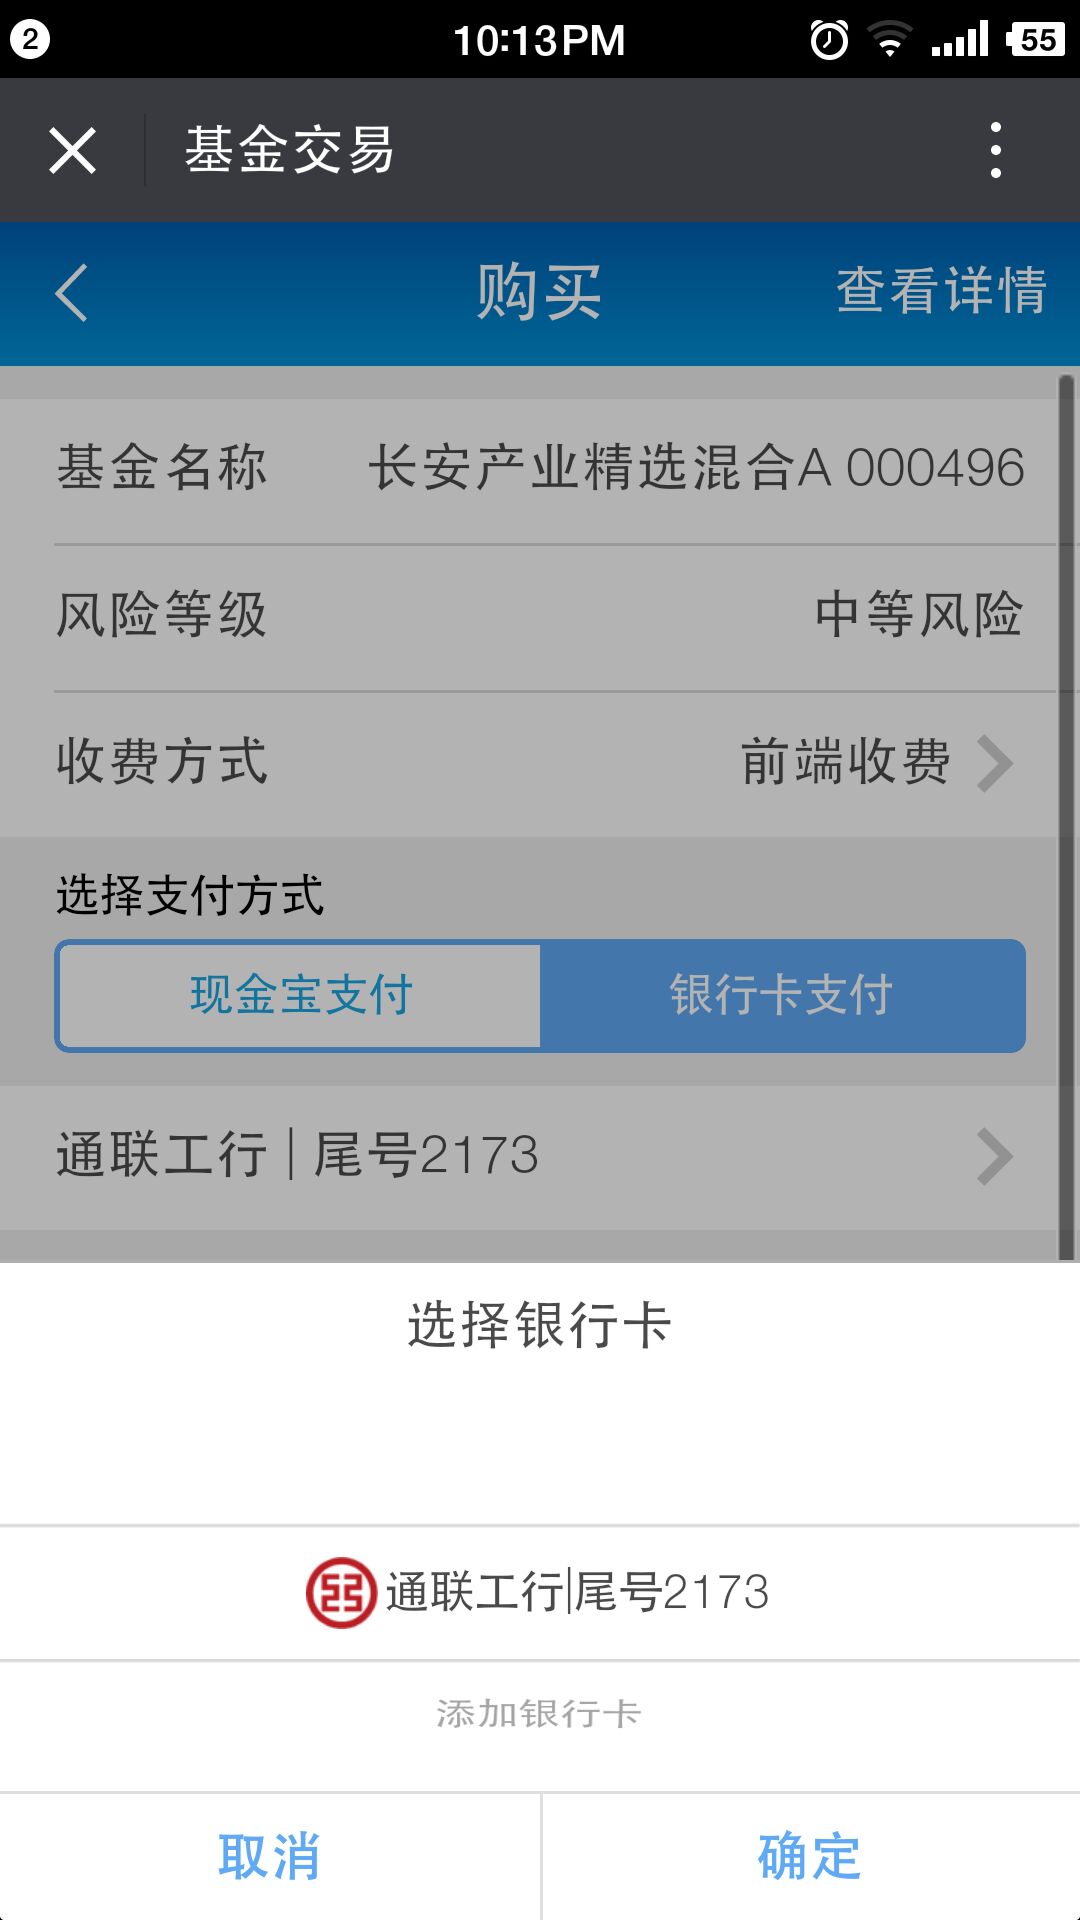 2 10:13PM 55
基金交易
购买 查看详情
基金名称 长安产业精选混合A 000496
风险等级 中等风险
收费方式 前端收费
选择支付方式
现金宝支付 银行卡支付
通联工行 | 尾号2173
选择银行卡
通联工行|尾号2173
添加银行卡
取消 确定